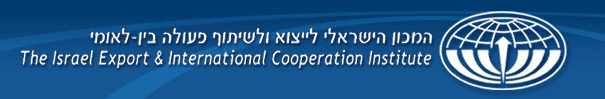 המכון הישראלי לייצוא ולשיתוף פעולה בין-לאומי
The Israel Export & International Cooperation Institute